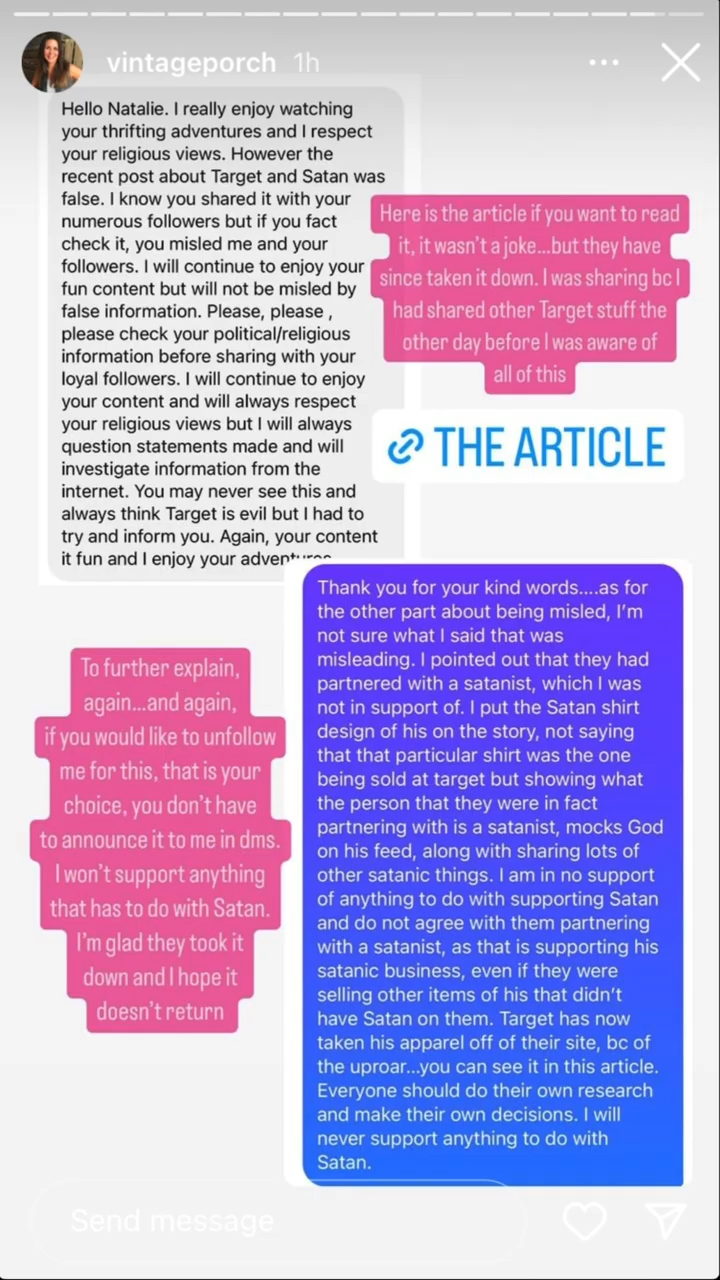 vintageporch 1h
Hello Natalie. I really enjoy watching
your thrifting adventures and I respect
your religious views. However the
recent post about Target and Satan was
false. I know you shared it with your
numerous followers but if you fact
check it, you misled me and your
followers. I will continue to enjoy your
fun content but will not be misled by
false information. Please, please ,
please check your political/religious
information before sharing with your
loyal followers. I will continue to enjoy
your content and will always respect
your religious views but I will always
question statements made and will
investigate information from the
internet. You may never see this and
always think Target is evil but I had to
try and inform you. Again, your content
it fun and I enjoy your adventures
Here is the article if you want to read
it, it wasn't a joke...but they have
since taken it down. I was sharing bc I
had shared other Target stuff the
other day before I was aware of
all of this
THE ARTICLE
Thank you for your kind words....as for
the other part about being misled, I'm
not sure what I said that was
misleading. I pointed out that they had
partnered with a satanist, which I was
not in support of. I put the Satan shirt
design of his on the story, not saying
that that particular shirt was the one
being sold at target but showing what
the person that they were in fact
partnering with is a satanist, mocks God
on his feed, along with sharing lots of
other satanic things. I am in no support
of anything to do with supporting Satan
and do not agree with them partnering
with a satanist, as that is supporting his
satanic business, even if they were
selling other items of his that didn't
have Satan on them. Target has now
taken his apparel off of their site, bc of
the uproar...you can see it in this article.
Everyone should do their own research
and make their own decisions. I will
never support anything to do with
Satan.
To further explain,
again...and again,
if you would like to unfollow
me for this, that is your
choice, you don't have
to announce it to me in dms.
I won't support anything
that has to do with Satan.
I'm glad they took it
down and I hope it
doesn't return
Send message